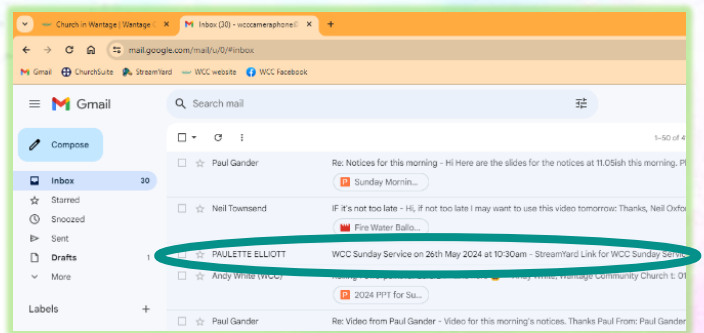 Church in Wantage | Wantage C
Inbox (30) - wcccameraphone@
mail.google.com/mail/u/0/#inbox
Gmail ChurchSuite StreamYard WCC website WCC Facebook
Gmail
Search mail
Compose
1–50 of 4
Inbox 30
Starred
Snoozed
Sent
Drafts 1
More
Labels
Paul Gander Re: Notices for this morning - Hi Here are the slides for the notices at 11.05ish this morning. Pl
Sunday Mornin...
Neil Townsend IF it's not too late - Hi, if not too late I may want to use this video tomorrow: Thanks, Neil Oxfor
Fire Water Ballo...
PAULETTE ELLIOTT WCC Sunday Service on 26th May 2024 at 10:30am - StreamYard Link for WCC Sunday Service
Andy White (WCC) Andy White, Wantage Community Church t: 01
2024 PPT for Su...
Paul Gander Re: Video from Paul Gander - Video for this morning's notices. Thanks Paul From: Paul Gander